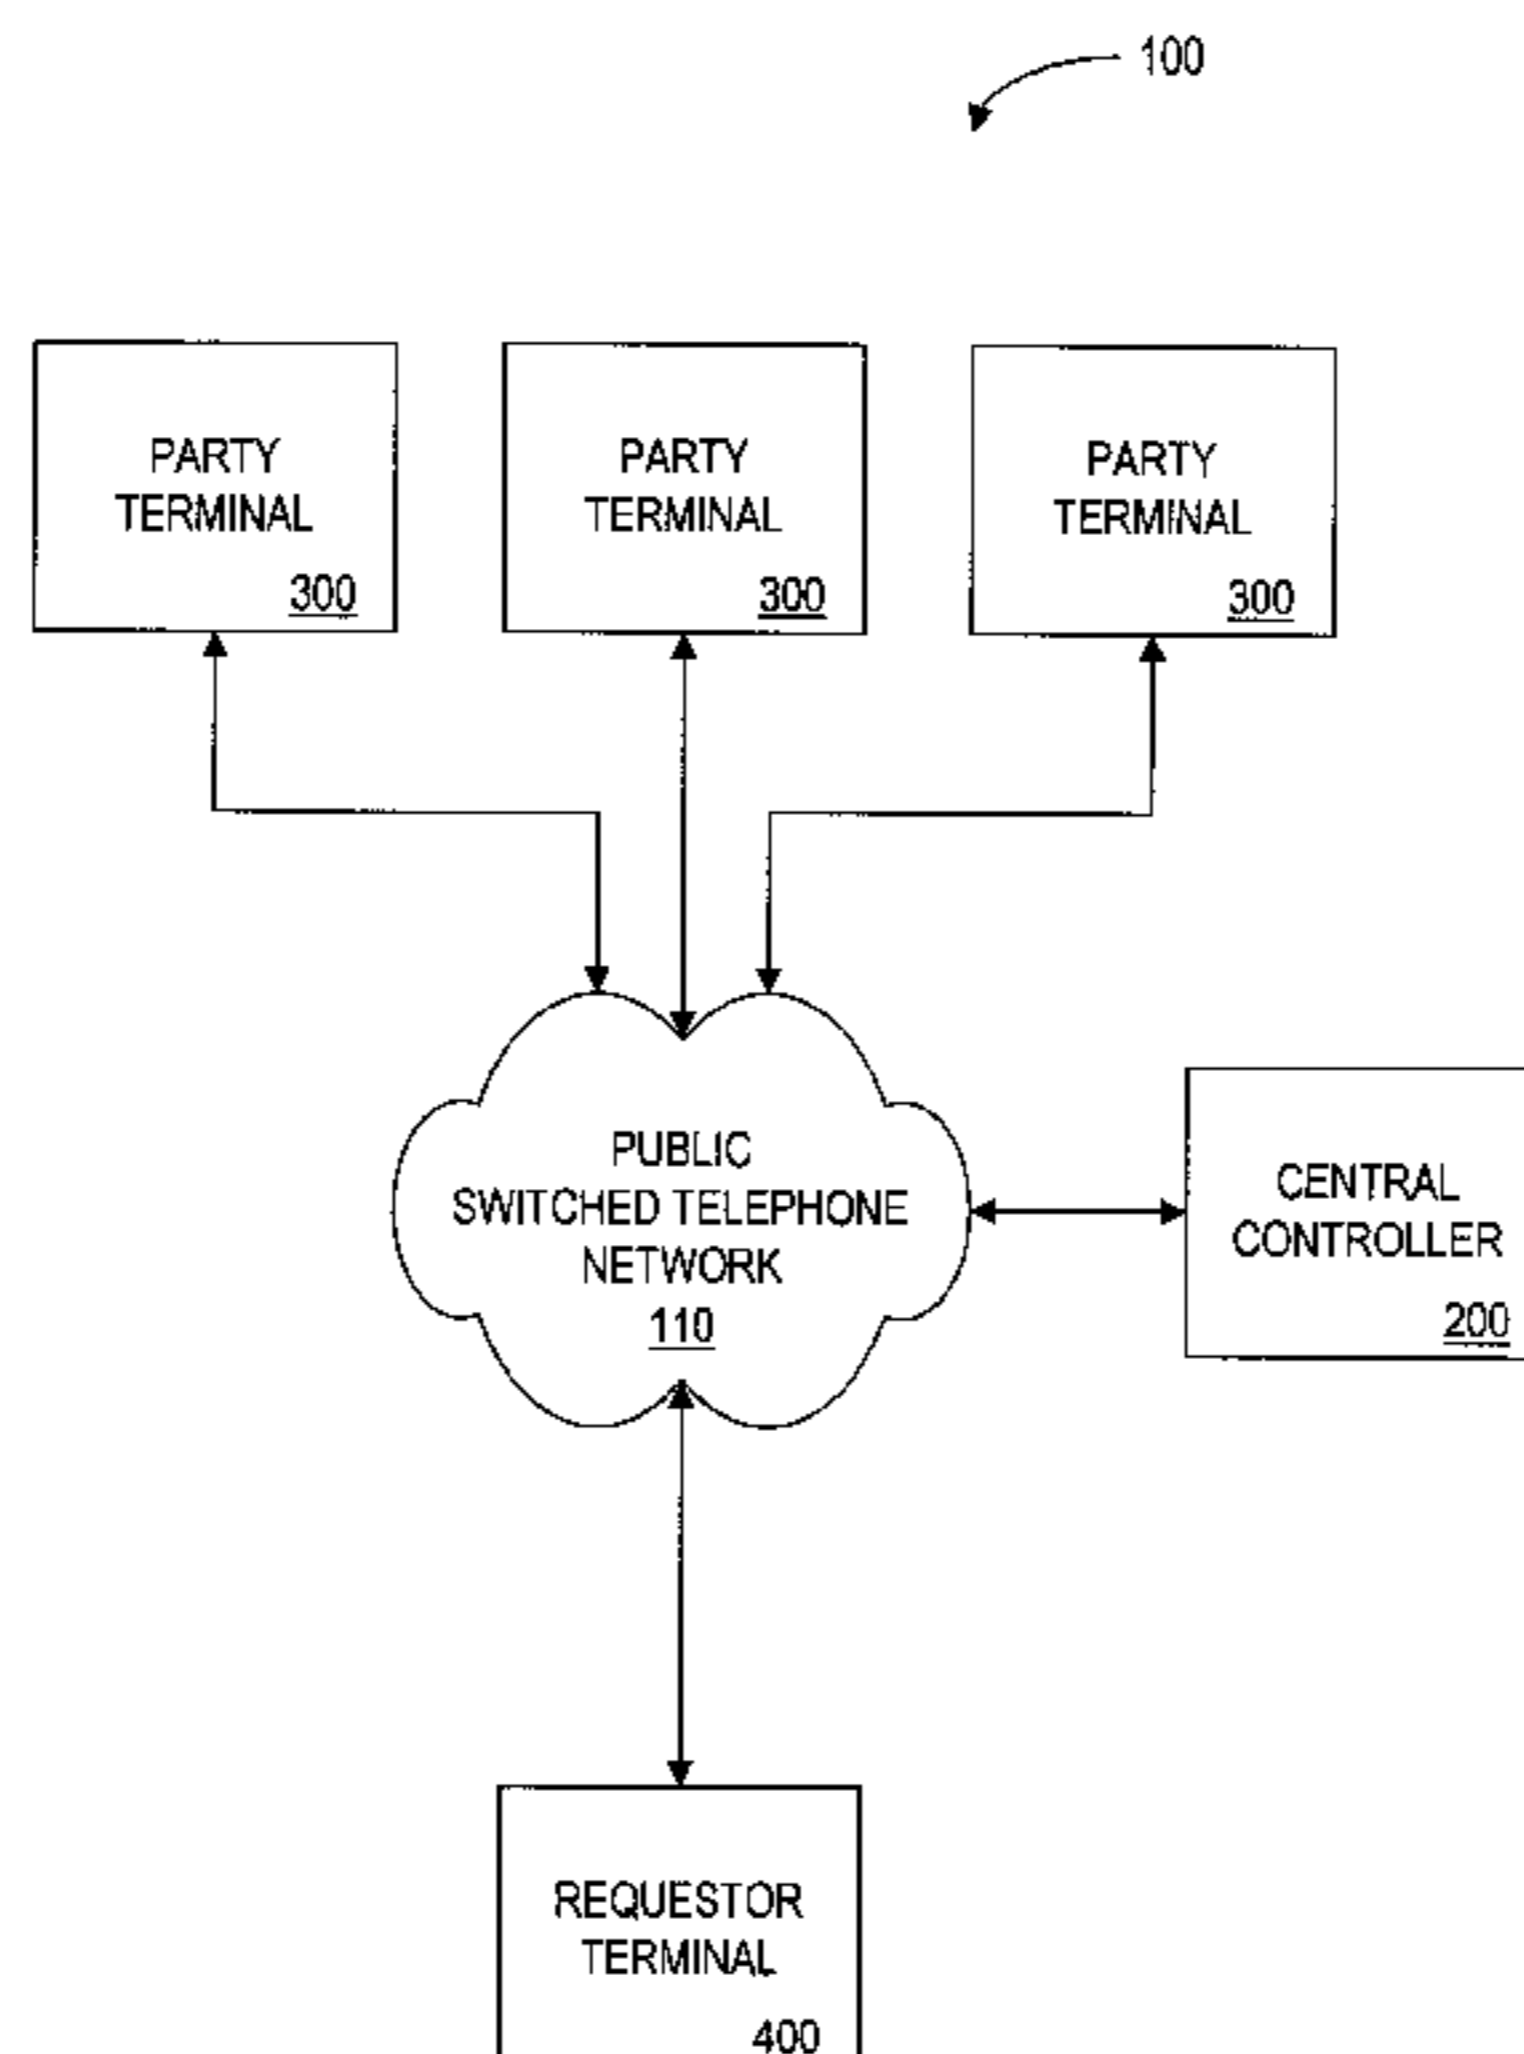 100
PARTY
TERMINAL
300
PARTY
TERMINAL
300
PARTY
TERMINAL
300
PUBLIC
SWITCHED TELEPHONE
NETWORK
110
CENTRAL
CONTROLLER
200
REQUESTOR
TERMINAL
400